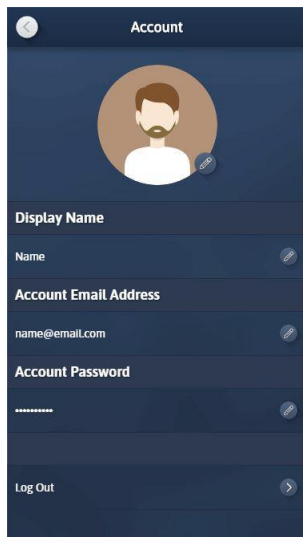 Account
Display Name
Name
Account Email Address
name@email.com
Account Password
••••••••••
Log Out